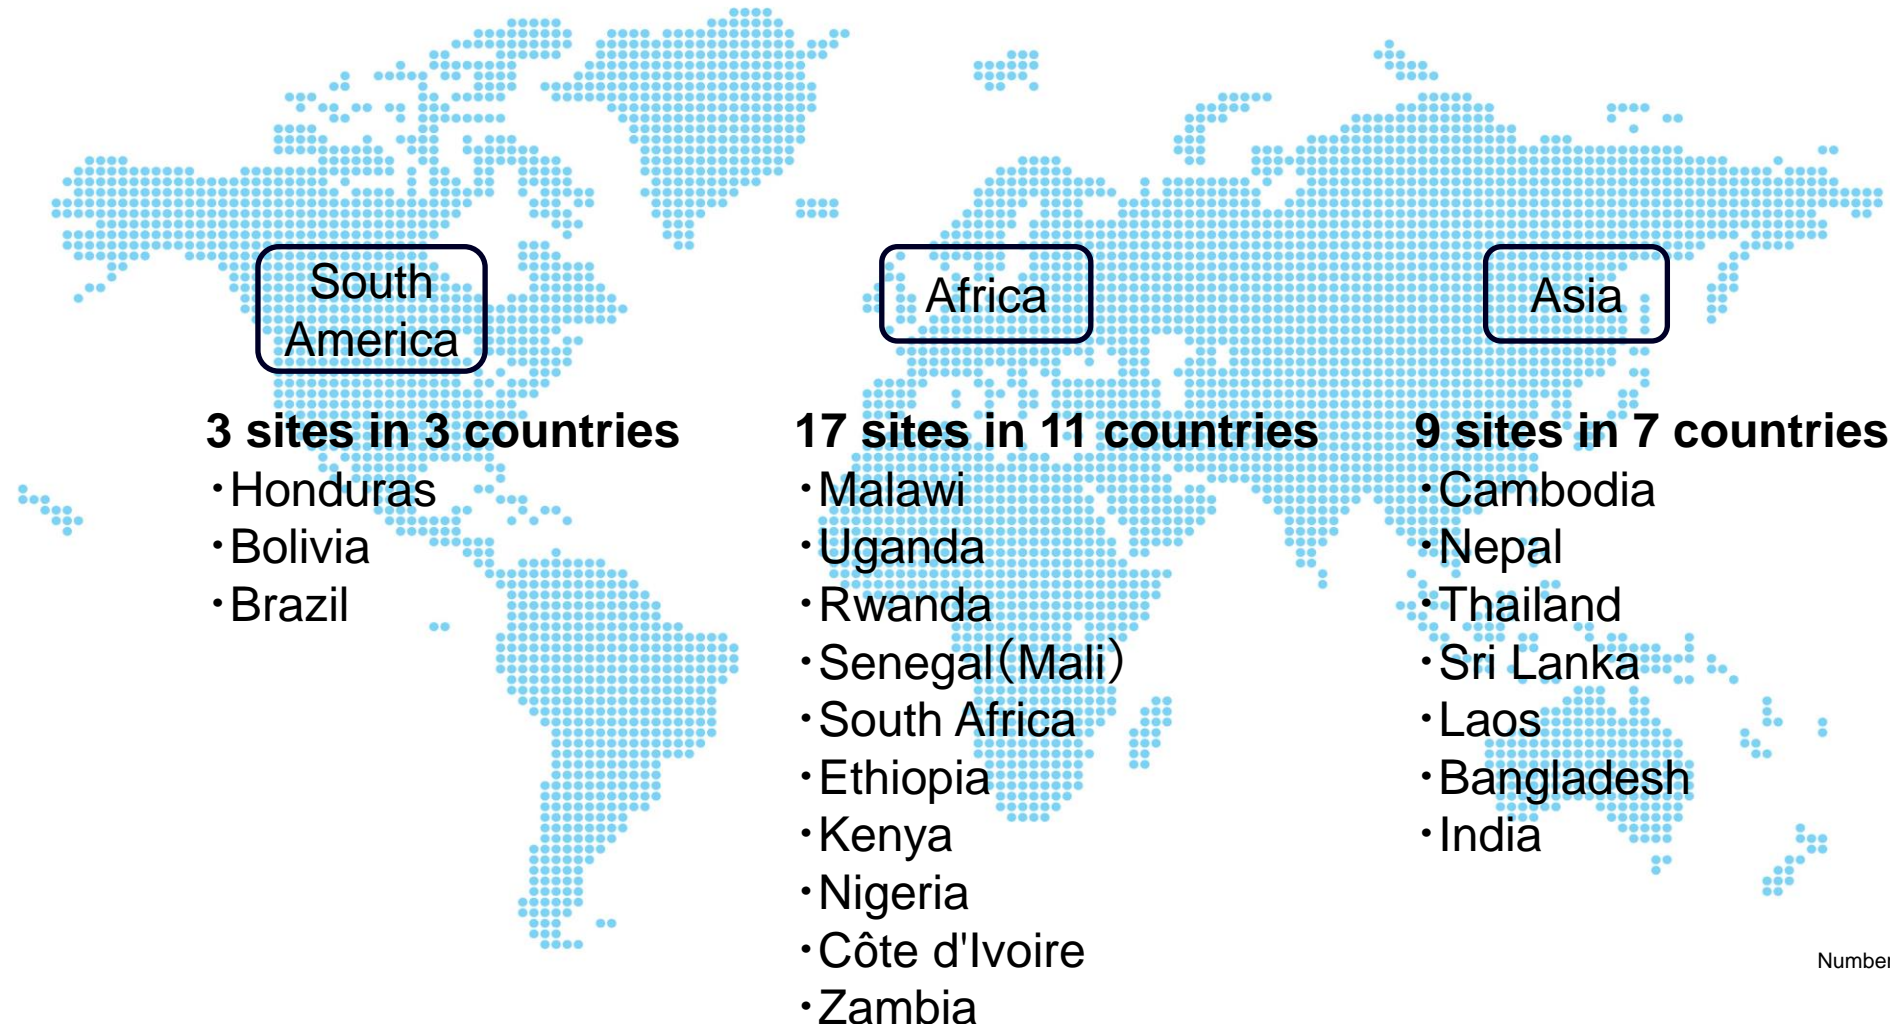 South
America
3 sites in 3 countries
・Honduras
・Bolivia
・Brazil
Africa
17 sites in 11 countries
・Malawi
・Uganda
・Rwanda
・Senegal（Mali）
・South Africa
・Ethiopia
・Kenya
・Nigeria
・Côte d'Ivoire
・Zambia
Asia
9 sites in 7 countries
・Cambodia
・Nepal
・Thailand
・Sri Lanka
・Laos
・Bangladesh
・India
Number